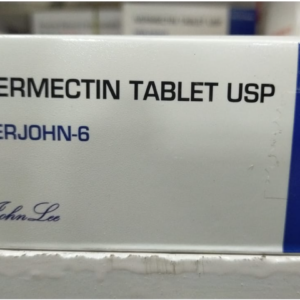 ERMECTIN TABLET USP
ERJOHN-6
John Lee